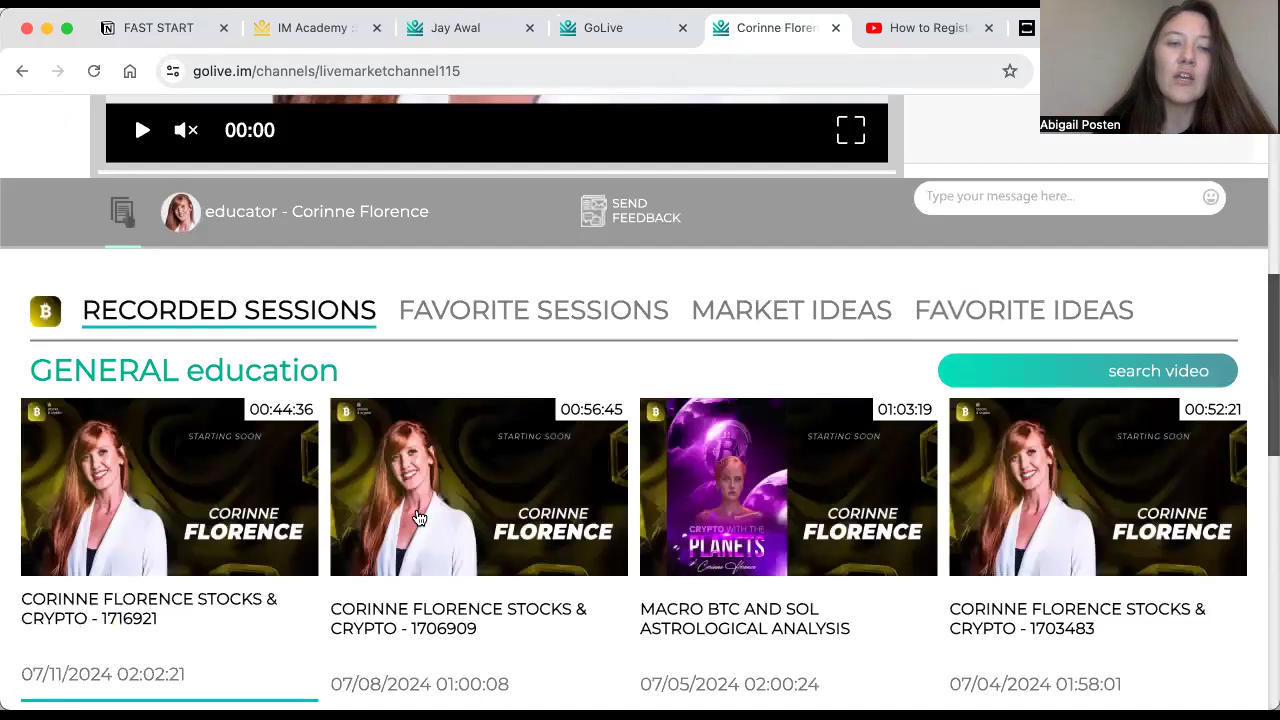 FAST START
IM Academy :
Jay Awal
GoLive
Corinne Floren
How to Regist
golive.im/channels/livemarketchannel115
Abigail Posten
00:00
educator - Corinne Florence
SEND
FEEDBACK
Type your message here...
RECORDED SESSIONS
FAVORITE SESSIONS
MARKET IDEAS
FAVORITE IDEAS
GENERAL education
search video
00:44:36
STARTING SOON
CORINNE
FLORENCE
CORINNE FLORENCE STOCKS &
CRYPTO - 1716921
07/11/2024 02:02:21
00:56:45
STARTING SOON
CORINNE
FLORENCE
CORINNE FLORENCE STOCKS &
CRYPTO - 1706909
07/08/2024 01:00:08
01:03:19
STARTING SOON
CRYPTO WITH THE
PLANETS
Corinne Florence
CORINNE
FLORENCE
MACRO BTC AND SOL
ASTROLOGICAL ANALYSIS
07/05/2024 02:00:24
00:52:21
STARTING SOON
CORINNE
FLORENCE
CORINNE FLORENCE STOCKS &
CRYPTO - 1703483
07/04/2024 01:58:01